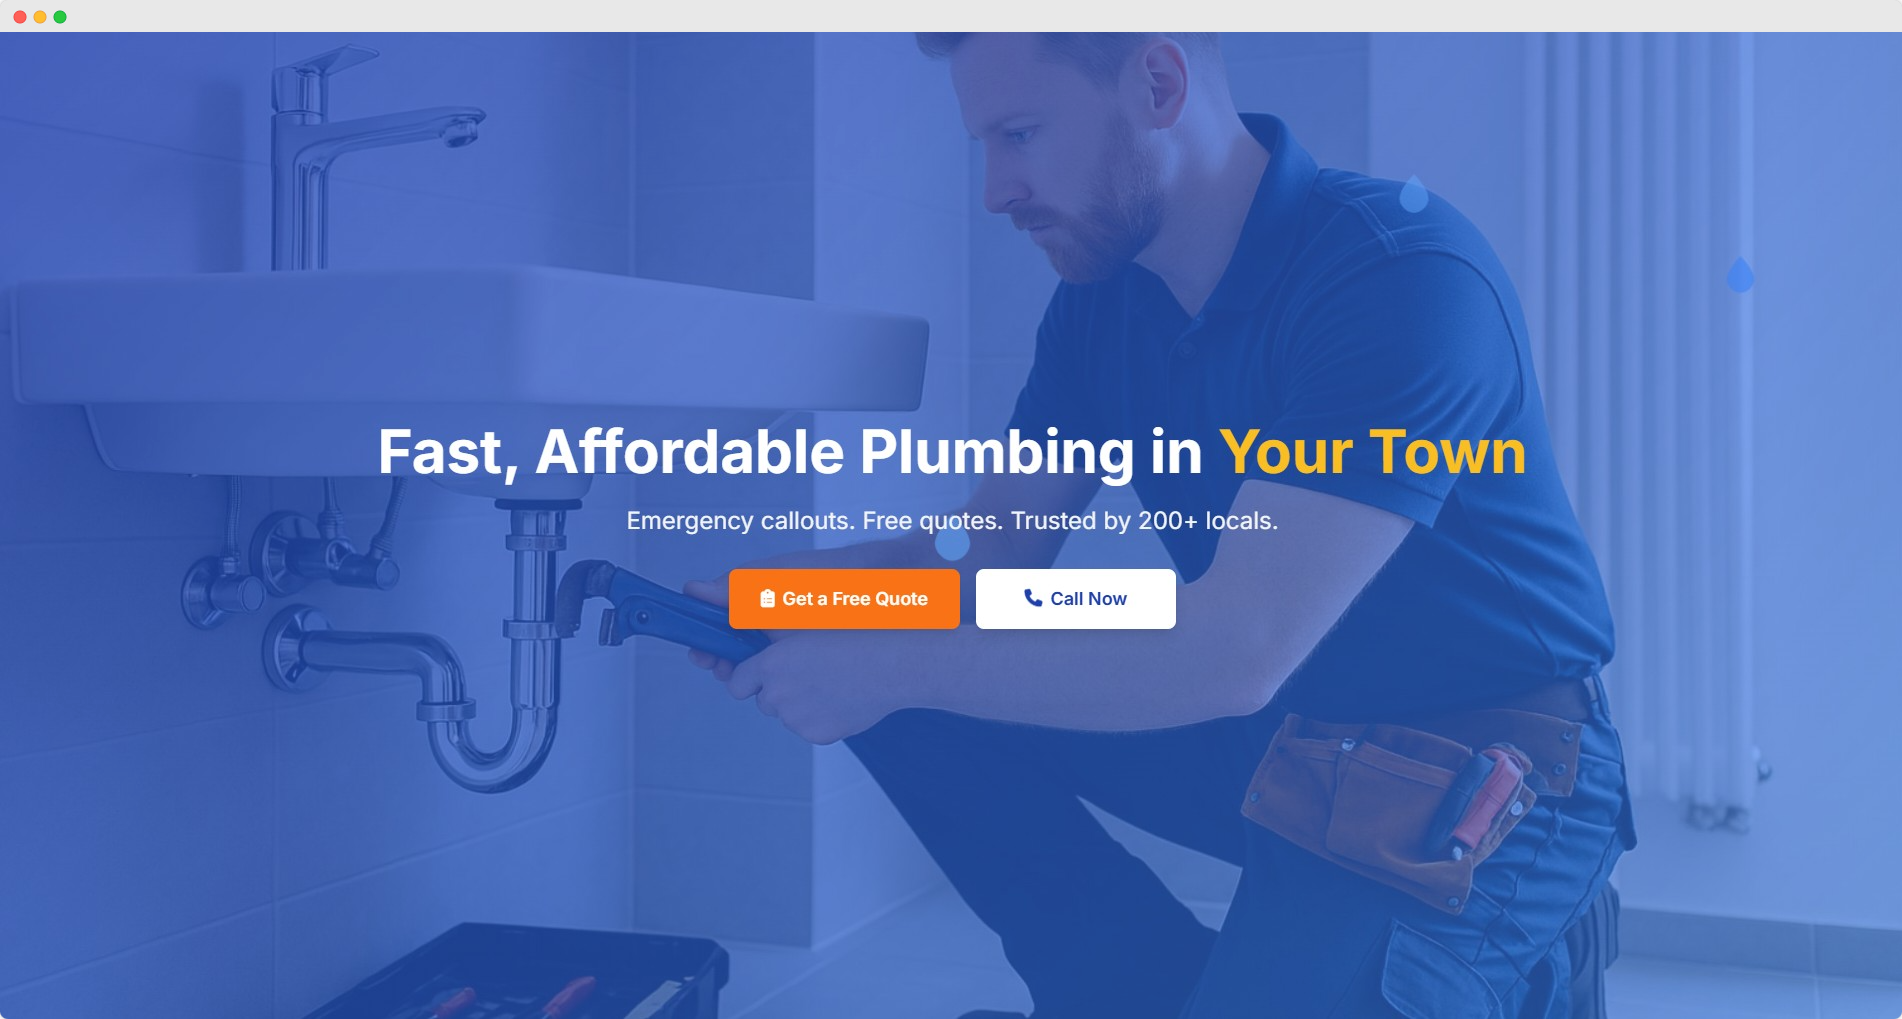 Fast, Affordable Plumbing in Your Town
Emergency callouts. Free quotes. Trusted by 200+ locals.
Get a Free Quote
Call Now